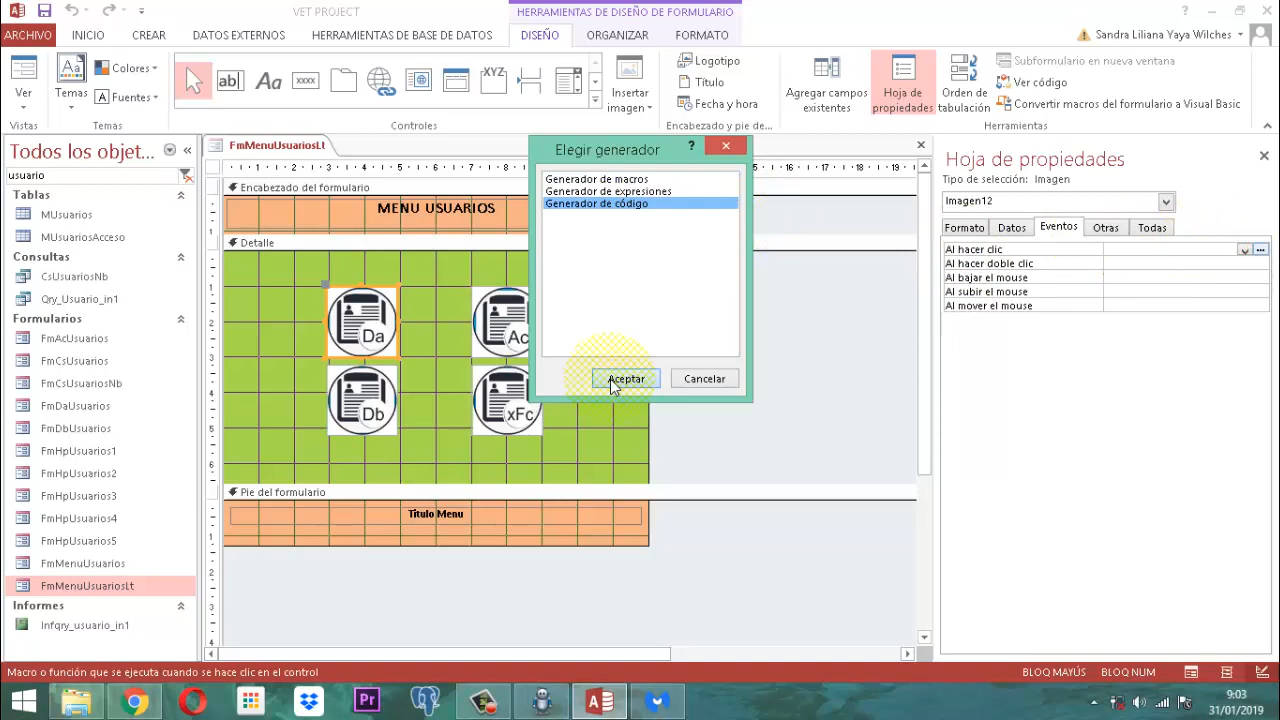 VET PROJECT
HERRAMIENTAS DE DISEÑO DE FORMULARIO
?
ARCHIVO INICIO CREAR DATOS EXTERNOS HERRAMIENTAS DE BASE DE DATOS DISEÑO ORGANIZAR FORMATO
Sandra Liliana Yaya Wilches
Ver
Vistas
Temas
Colores
Fuentes
Temas
ab|
Aa
xxxx
XYZ
Controles
Insertar
imagen
Logotipo
Título
Fecha y hora
Encabezado y pie de...
Agregar campos
existentes
Hoja de
propiedades
Orden de
tabulación
Subformulario en nueva ventana
Ver código
Convertir macros del formulario a Visual Basic
Herramientas
Todos los objet...
usuario
Tablas
MUsuarios
MUsuariosAcceso
Consultas
CsUsuariosNb
Qry_Usuario_in1
Formularios
FmAcUsuarios
FmCsUsuarios
FmCsUsuariosNb
FmDaUsuarios
FmDbUsuarios
FmHpUsuarios1
FmHpUsuarios2
FmHpUsuarios3
FmHpUsuarios4
FmHpUsuarios5
FmMenuUsuarios
FmMenuUsuariosLt
Informes
Infqry_usuario_in1
FmMenuUsuariosLt
Encabezado del formulario
MENU USUARIOS
Detalle
Da
Ac
Db
xFc
Pie del formulario
Titulo Menu
Elegir generador
?
Generador de macros
Generador de expresiones
Generador de código
Aceptar
Cancelar
Hoja de propiedades
Tipo de selección: Imagen
Imagen12
Formato Datos Eventos Otras Todas
Al hacer clic
Al hacer doble clic
Al bajar el mouse
Al subir el mouse
Al mover el mouse
Macro o función que se ejecuta cuando se hace clic en el control
BLOQ MAYÚS BLOQ NUM
Pr
9:03
31/01/2019